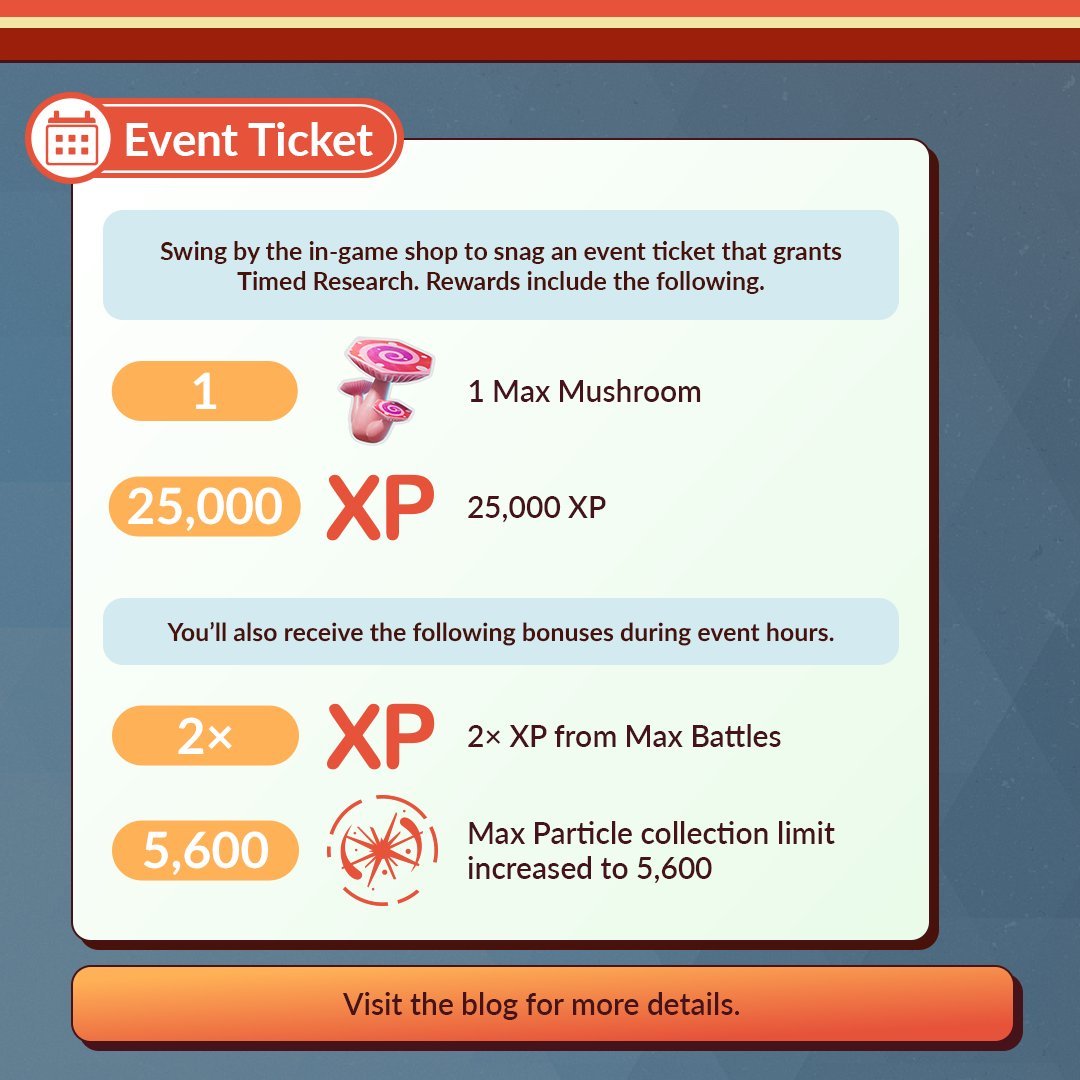 Event Ticket
Swing by the in-game shop to snag an event ticket that grants
Timed Research. Rewards include the following.
1
1 Max Mushroom
25,000
XP
25,000 XP
You’ll also receive the following bonuses during event hours.
2×
XP
2× XP from Max Battles
5,600
Max Particle collection limit
increased to 5,600
Visit the blog for more details.